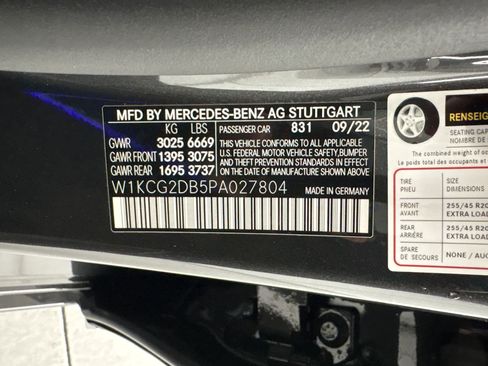 MFD BY MERCEDES-BENZ AG STUTTGART
KG LBS PASSENGER CAR 831 09/22
GVWR 3025 6669
GAWR FRONT 1395 3075
GAWR REAR 1695 3737
THIS VEHICLE CONFORMS TO ALL APPLICABLE
U.S. FEDERAL MOTOR VEHICLE SAFETY, BUMPER
AND THEFT PREVENTION STANDARDS IN EFFECT
ON THE DATE OF MANUFACTURE SHOWN ABOVE.
W1KCG2DB5PA027804
MADE IN GERMANY
RENSEIG
SEATING CAP
NOMBRE DE
Le poids total des occupants et
TIRE
PNEU
SIZE
DIMENSIONS
FRONT
AVANT
255/45 R20
EXTRA LOAD
REAR
ARRIÈRE
255/45 R20
EXTRA LOAD
SPARE
DE SECOURS
NONE / AUC